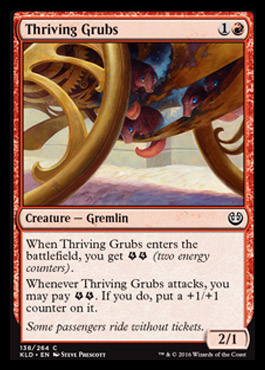 Thriving Grubs 1
Creature — Gremlin
When Thriving Grubs enters the
battlefield, you get (two energy
counters).
Whenever Thriving Grubs attacks, you
may pay . If you do, put a +1/+1
counter on it.
Some passengers ride without tickets.
2/1
138/264 C
KLD • EN Steve Prescott
™ & © 2016 Wizards of the Coast